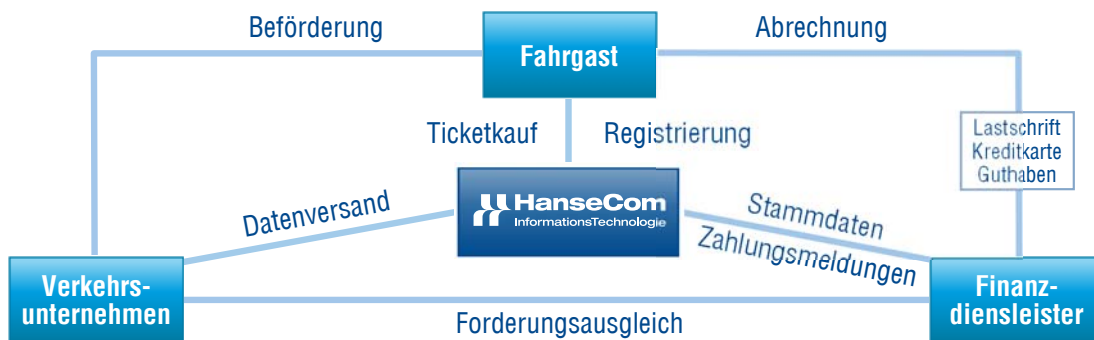 Beförderung
Fahrgast
Abrechnung
Ticketkauf
Registrierung
Lastschrift
Kreditkarte
Guthaben
HanseCom
InformationsTechnologie
Datenversand
Stammdaten
Zahlungsmeldungen
Verkehrs-
unternehmen
Finanz-
diensleister
Forderungsausgleich